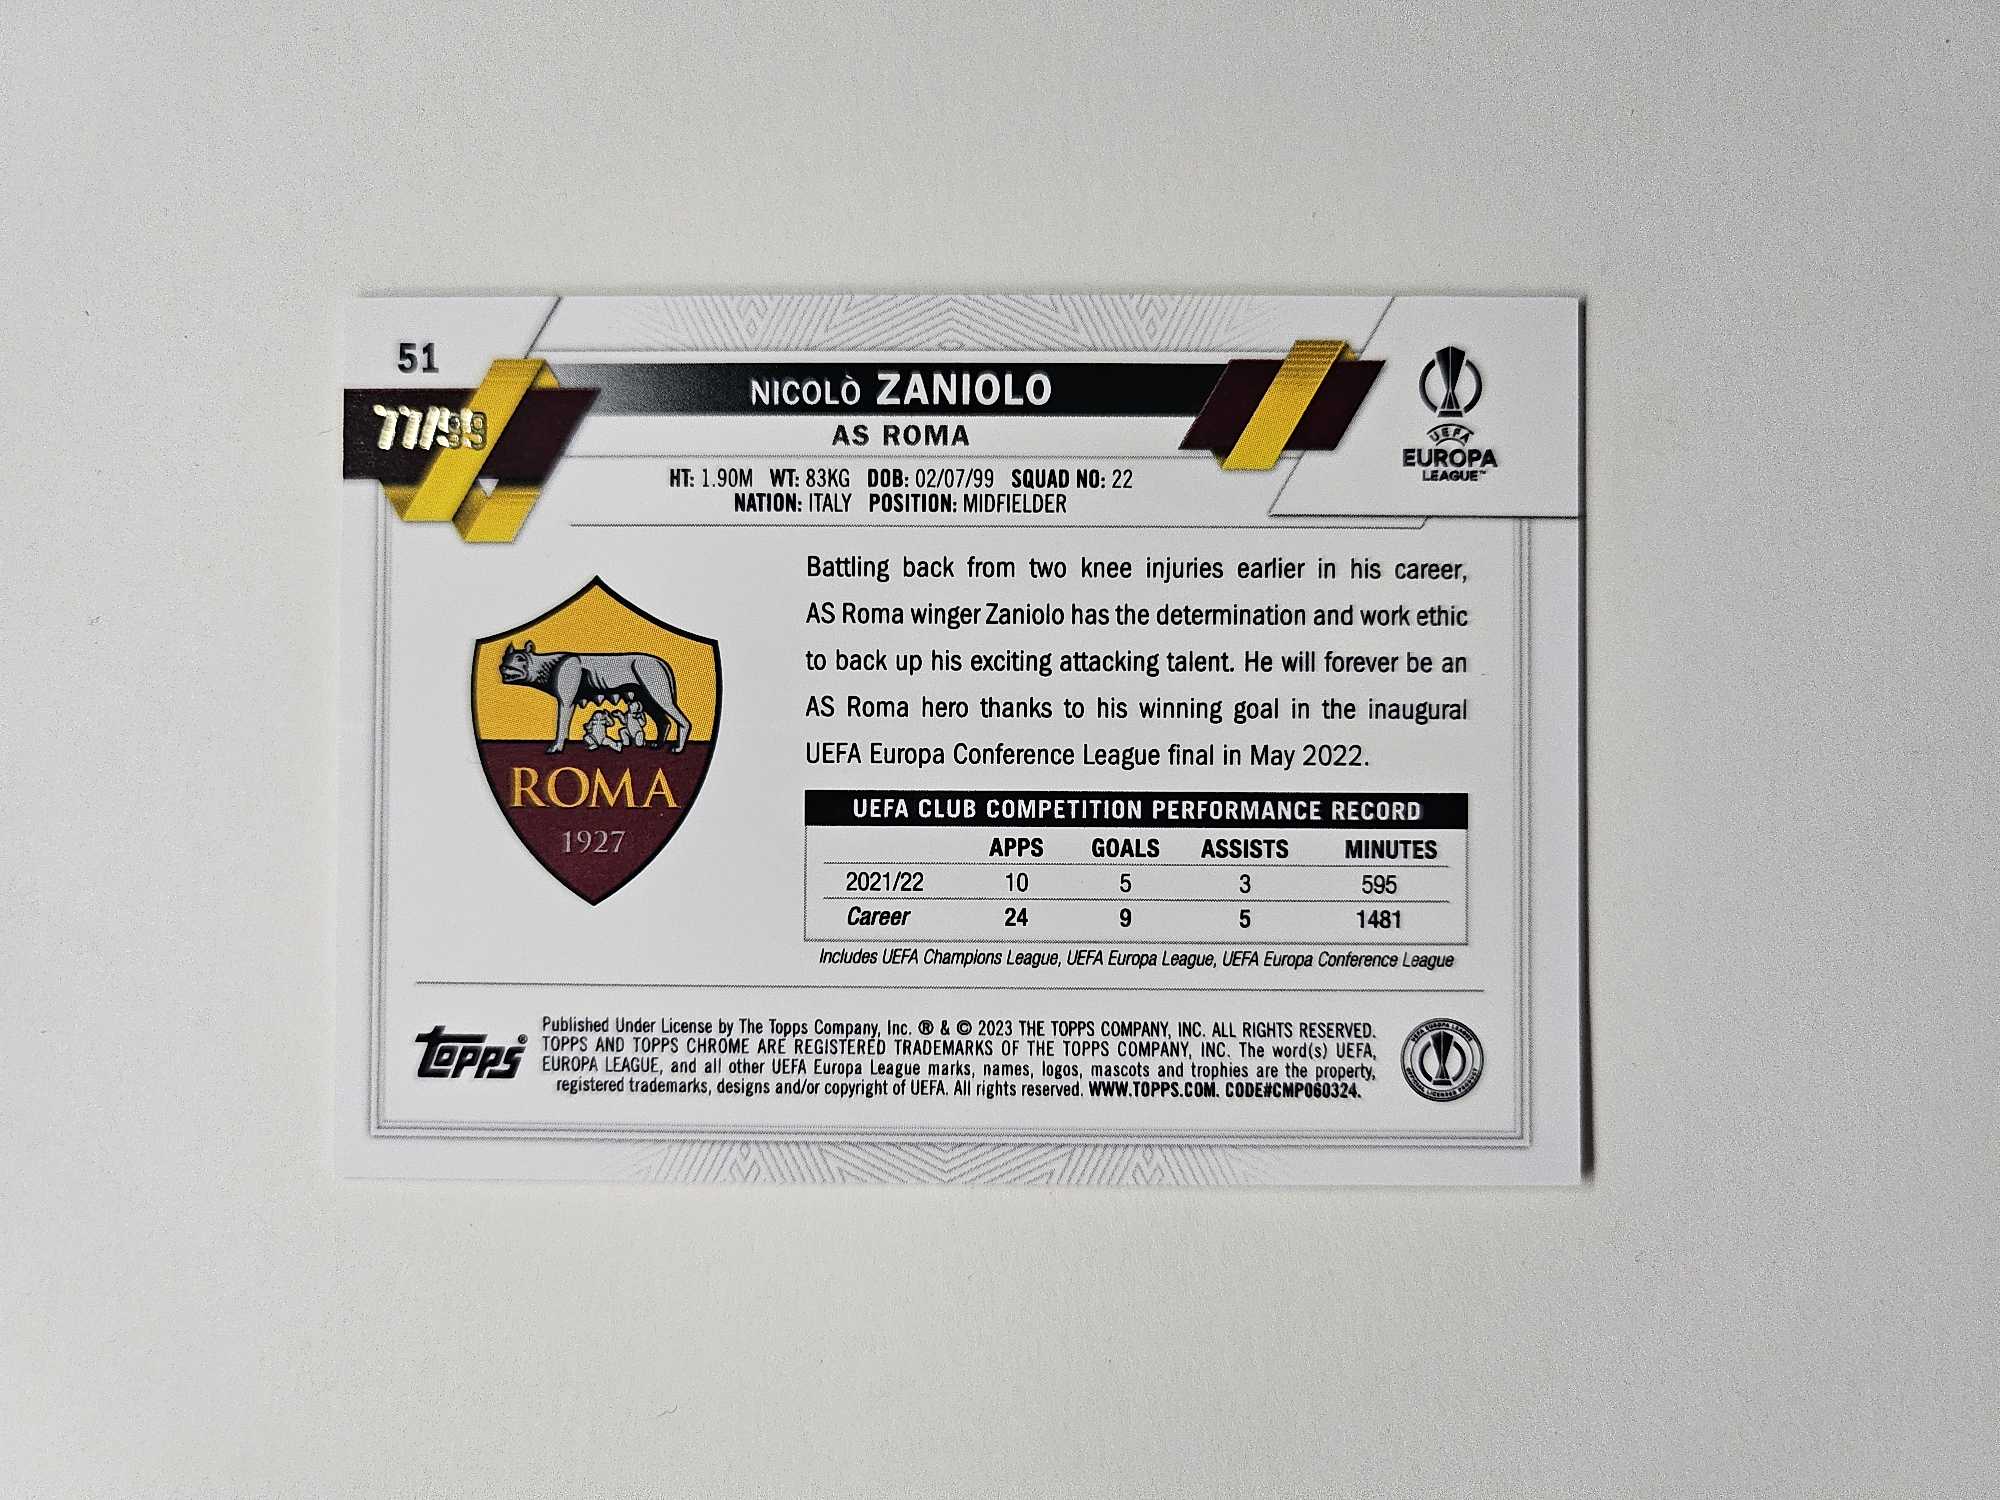 51
77/99
NICOLÒ ZANIOLO
AS ROMA
HT: 1.90M WT: 83KG DOB: 02/07/99 SQUAD NO: 22
NATION: ITALY POSITION: MIDFIELDER
UEFA
EUROPA
LEAGUE™
Battling back from two knee injuries earlier in his career,
AS Roma winger Zaniolo has the determination and work ethic
to back up his exciting attacking talent. He will forever be an
AS Roma hero thanks to his winning goal in the inaugural
UEFA Europa Conference League final in May 2022.
ROMA
1927
UEFA CLUB COMPETITION PERFORMANCE RECORD
APPS GOALS ASSISTS MINUTES
2021/22 10 5 3 595
Career 24 9 5 1481
Includes UEFA Champions League, UEFA Europa League, UEFA Europa Conference League
topps®
Published Under License by The Topps Company, Inc. ® & © 2023 THE TOPPS COMPANY, INC. ALL RIGHTS RESERVED.
TOPPS AND TOPPS CHROME ARE REGISTERED TRADEMARKS OF THE TOPPS COMPANY, INC. The word(s) UEFA,
EUROPA LEAGUE, and all other UEFA Europa League marks, names, logos, mascots and trophies are the property,
registered trademarks, designs and/or copyright of UEFA. All rights reserved. WWW.TOPPS.COM. CODE#CMP060324.
UEFA EUROPA LEAGUE
OFFICIAL LICENSED PRODUCT